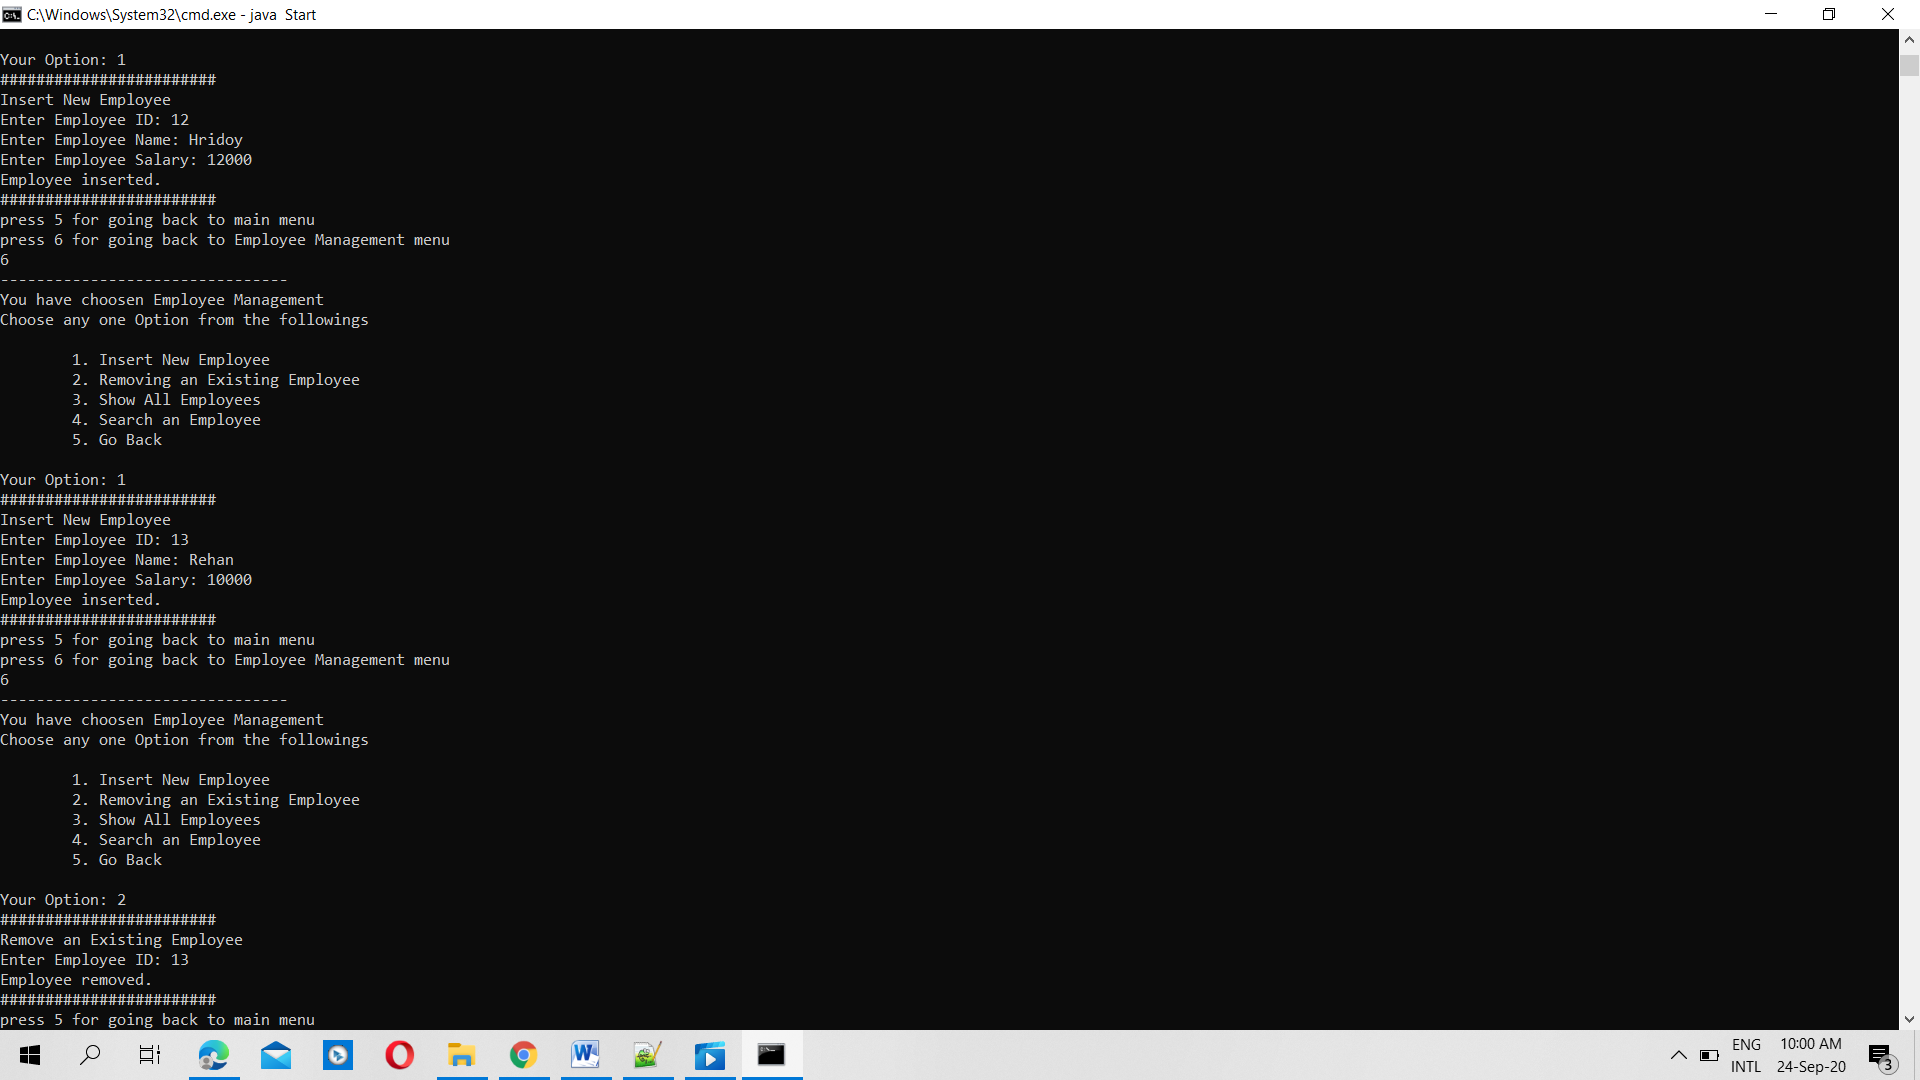 C:\Windows\System32\cmd.exe - java  Start
Your Option: 1
########################
Insert New Employee
Enter Employee ID: 12
Enter Employee Name: Hridoy
Enter Employee Salary: 12000
Employee inserted.
########################
press 5 for going back to main menu
press 6 for going back to Employee Management menu
6
--------------------------------
You have choosen Employee Management
Choose any one Option from the followings
1. Insert New Employee
2. Removing an Existing Employee
3. Show All Employees
4. Search an Employee
5. Go Back
Your Option: 1
########################
Insert New Employee
Enter Employee ID: 13
Enter Employee Name: Rehan
Enter Employee Salary: 10000
Employee inserted.
########################
press 5 for going back to main menu
press 6 for going back to Employee Management menu
6
--------------------------------
You have choosen Employee Management
Choose any one Option from the followings
1. Insert New Employee
2. Removing an Existing Employee
3. Show All Employees
4. Search an Employee
5. Go Back
Your Option: 2
########################
Remove an Existing Employee
Enter Employee ID: 13
Employee removed.
########################
press 5 for going back to main menu
ENG 10:00 AM
INTL 24-Sep-20 3